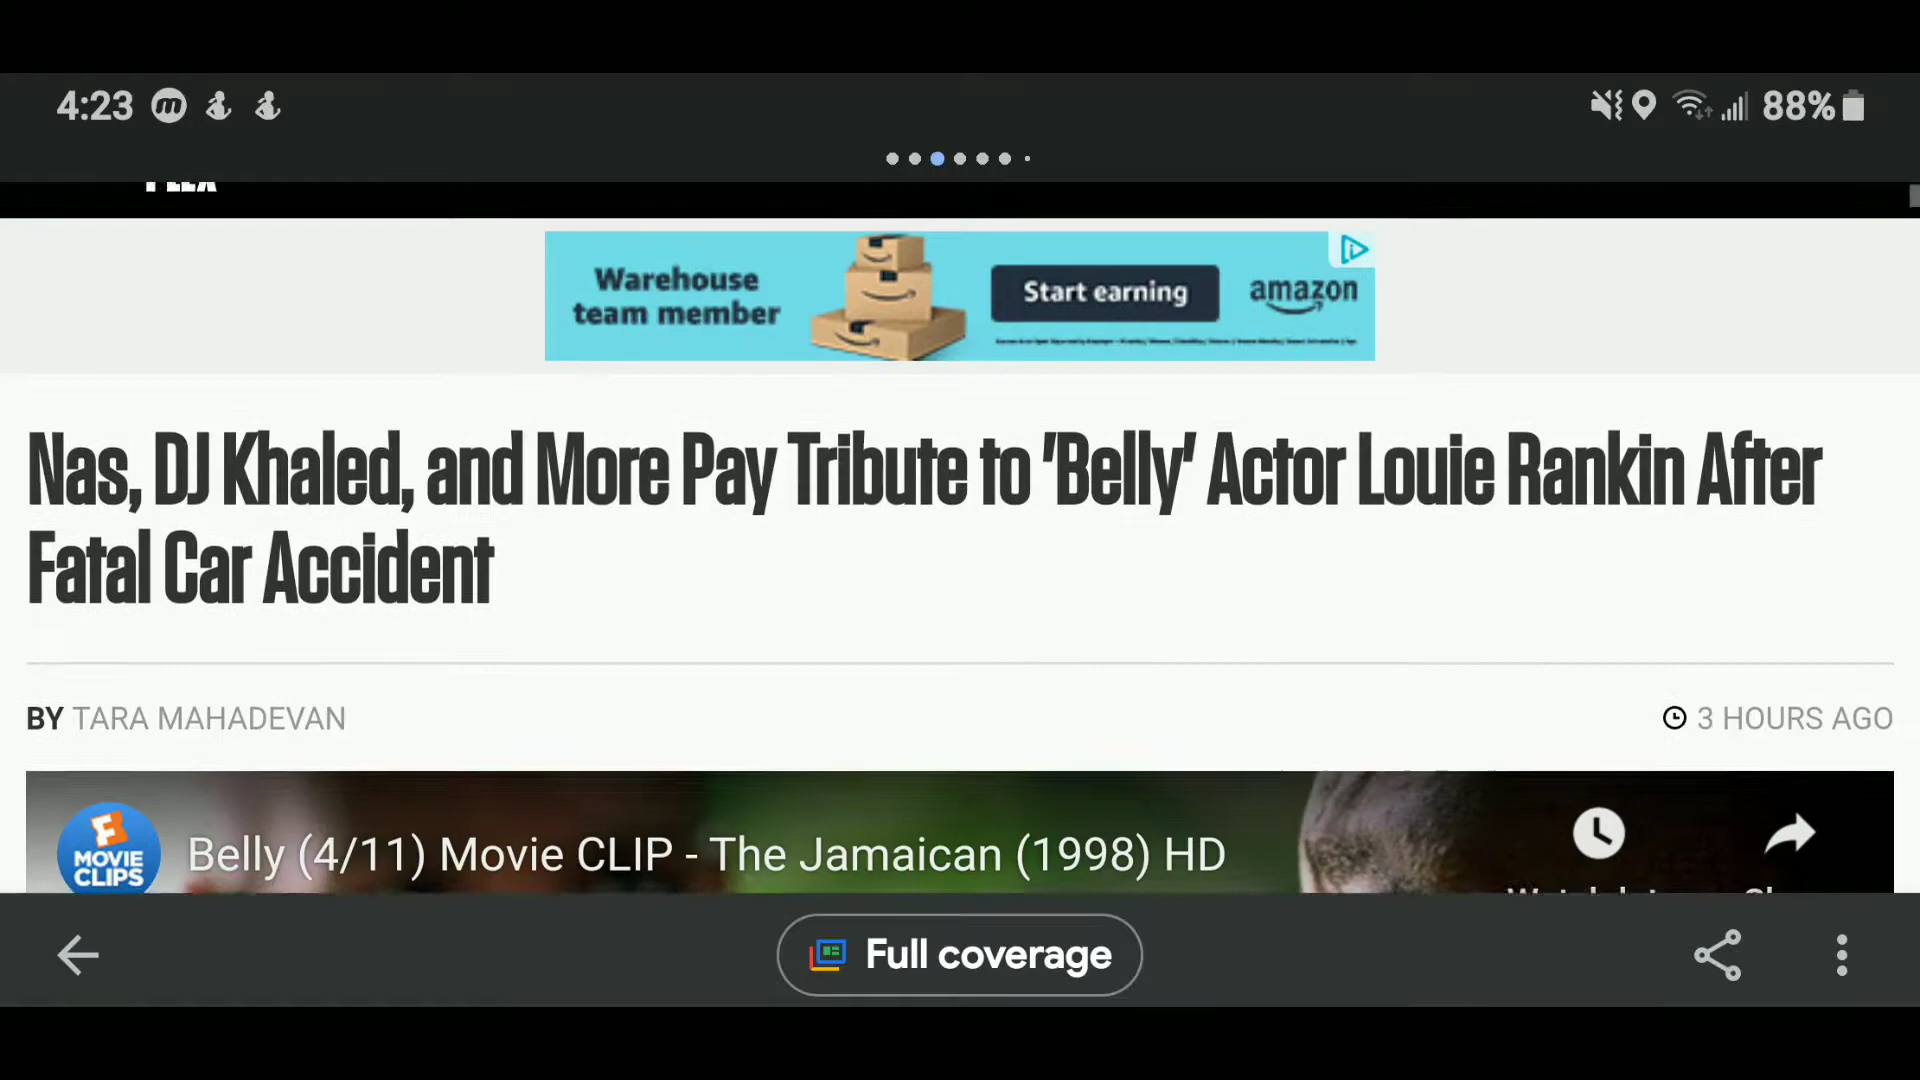 4:23
88%
Warehouse
team member
Start earning
amazon
Nas, DJ Khaled, and More Pay Tribute to 'Belly' Actor Louie Rankin After
Fatal Car Accident
BY TARA MAHADEVAN
3 HOURS AGO
MOVIE
CLIPS
Belly (4/11) Movie CLIP - The Jamaican (1998) HD
Full coverage